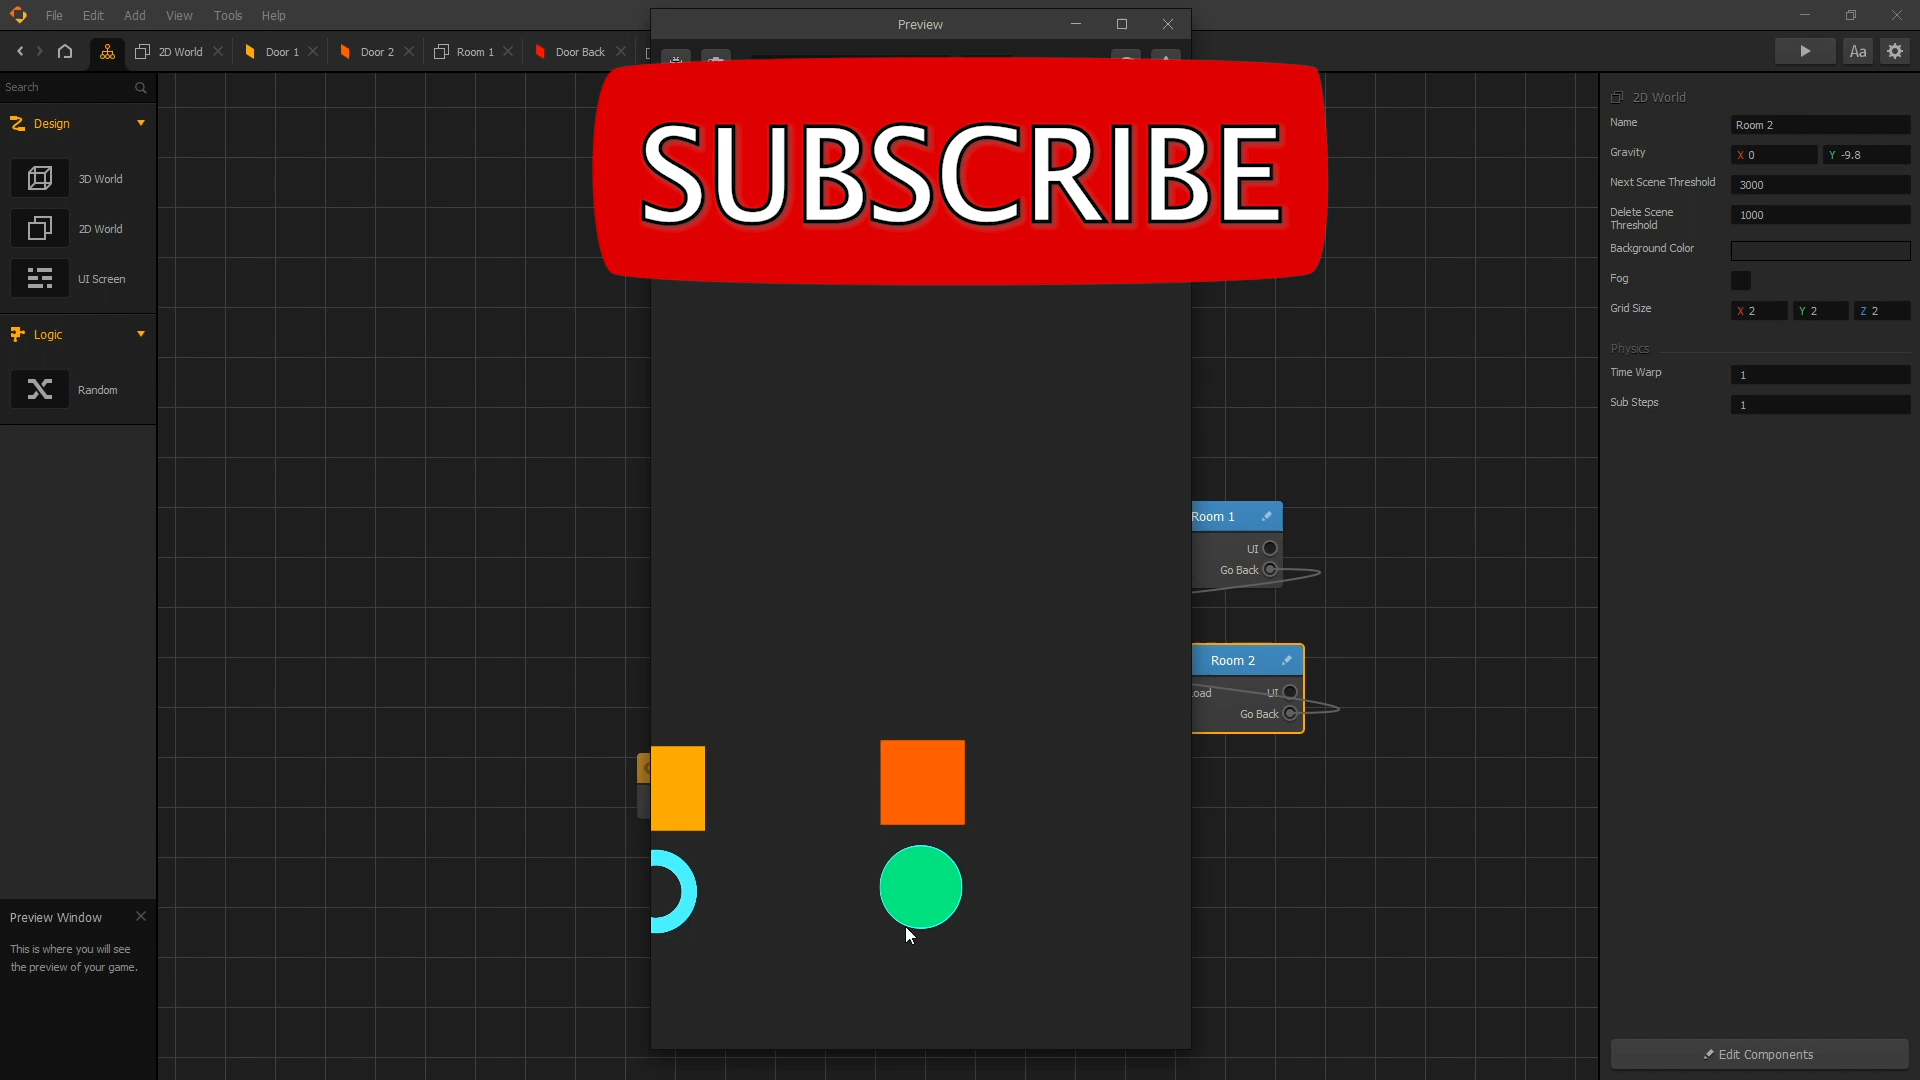 File Edit Add View Tools Help
Preview
2D World Door 1 Door 2 Room 1 Door Back
Aa
SUBSCRIBE
Search
Design
3D World
2D World
UI Screen
Logic
Random
Preview Window
This is where you will see
the preview of your game.
Room 1
UI
Go Back
Room 2
oad UI
Go Back
2D World
Name Room 2
Gravity X 0 Y -9.8
Next Scene Threshold 3000
Delete Scene
Threshold 1000
Background Color
Fog
Grid Size X 2 Y 2 Z 2
Physics
Time Warp 1
Sub Steps 1
Edit Components